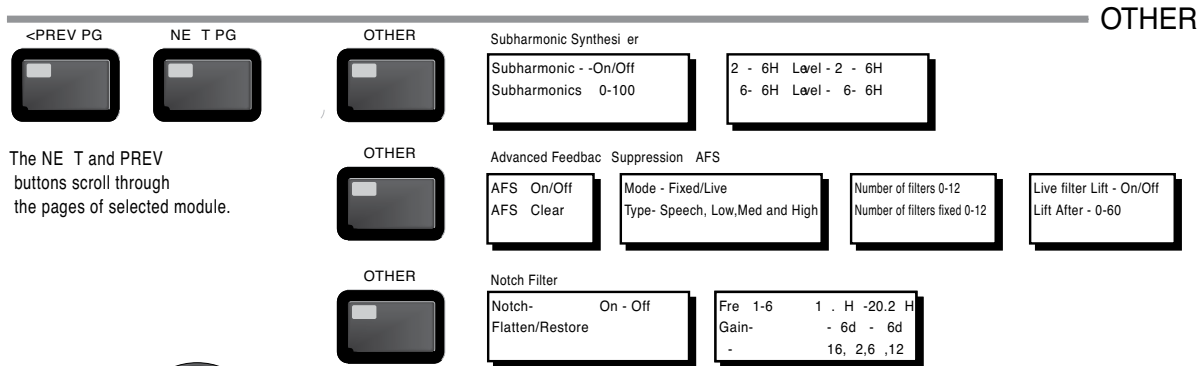 OTHER
<PREV PG
NE T PG
The NE T and PREV
buttons scroll through
the pages of selected module.
OTHER
Subharmonic Synthesi er
Subharmonic - -On/Off
Subharmonics 0-100
2 - 6H Level - 2 - 6H
6- 6H Level - 6- 6H
OTHER
Advanced Feedbac Suppression AFS
AFS On/Off
AFS Clear
Mode - Fixed/Live
Type- Speech, Low,Med and High
Number of filters 0-12
Number of filters fixed 0-12
Live filter Lift - On/Off
Lift After - 0-60
OTHER
Notch Filter
Notch- On - Off
Flatten/Restore
Fre 1-6 1 . H -20.2 H
Gain- - 6d - 6d
- 16, 2,6 ,12